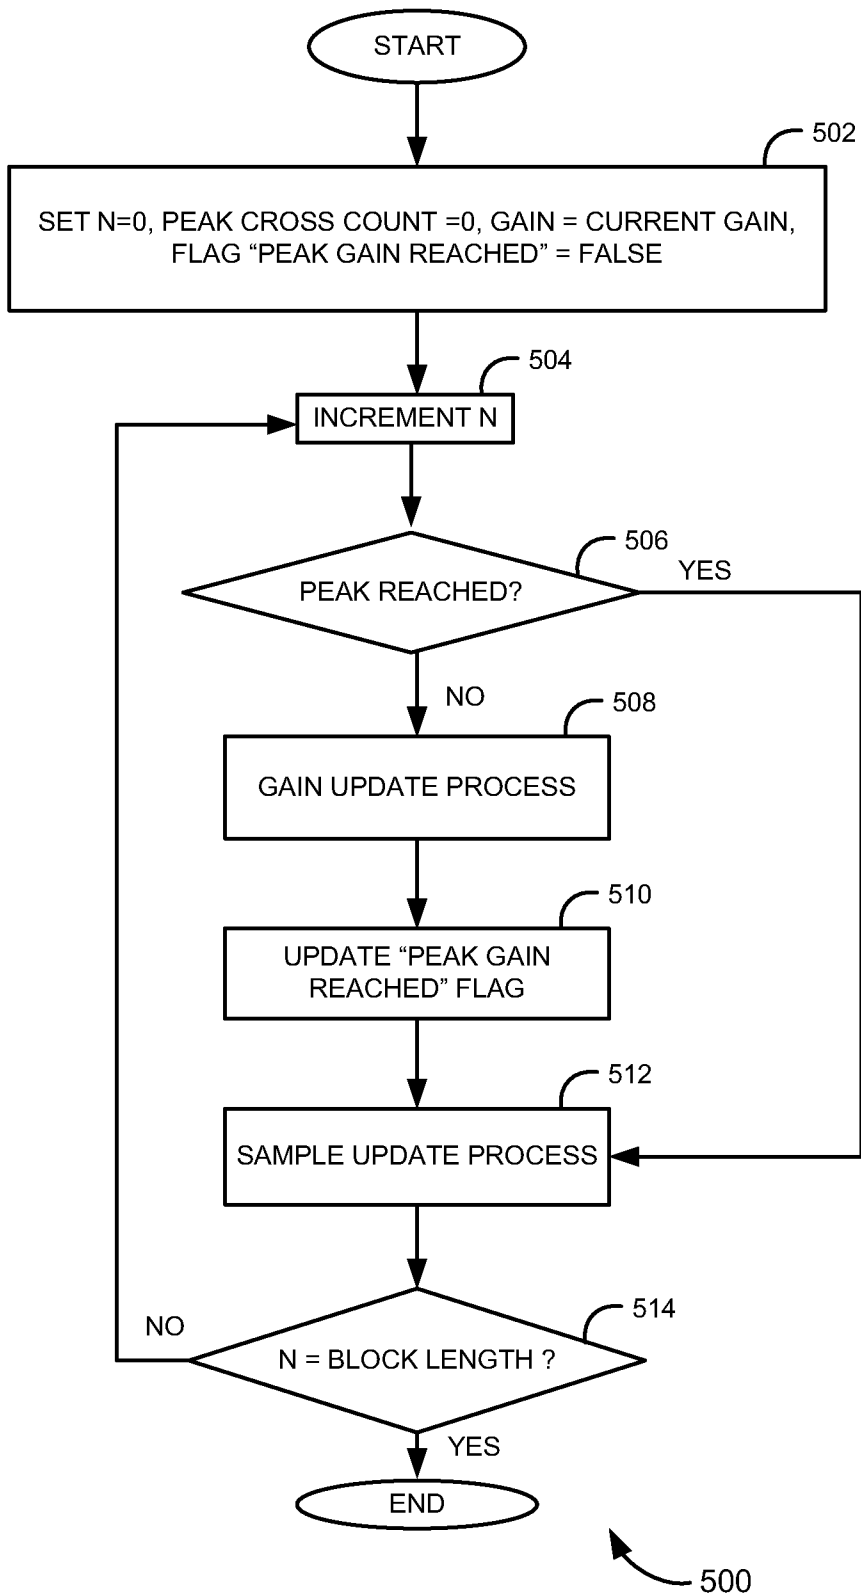 START
502
SET N=0, PEAK CROSS COUNT =0, GAIN = CURRENT GAIN,
FLAG “PEAK GAIN REACHED” = FALSE
504
INCREMENT N
506
PEAK REACHED?
YES
NO
508
GAIN UPDATE PROCESS
510
UPDATE “PEAK GAIN
REACHED” FLAG
512
SAMPLE UPDATE PROCESS
514
NO
N = BLOCK LENGTH ?
YES
END
500